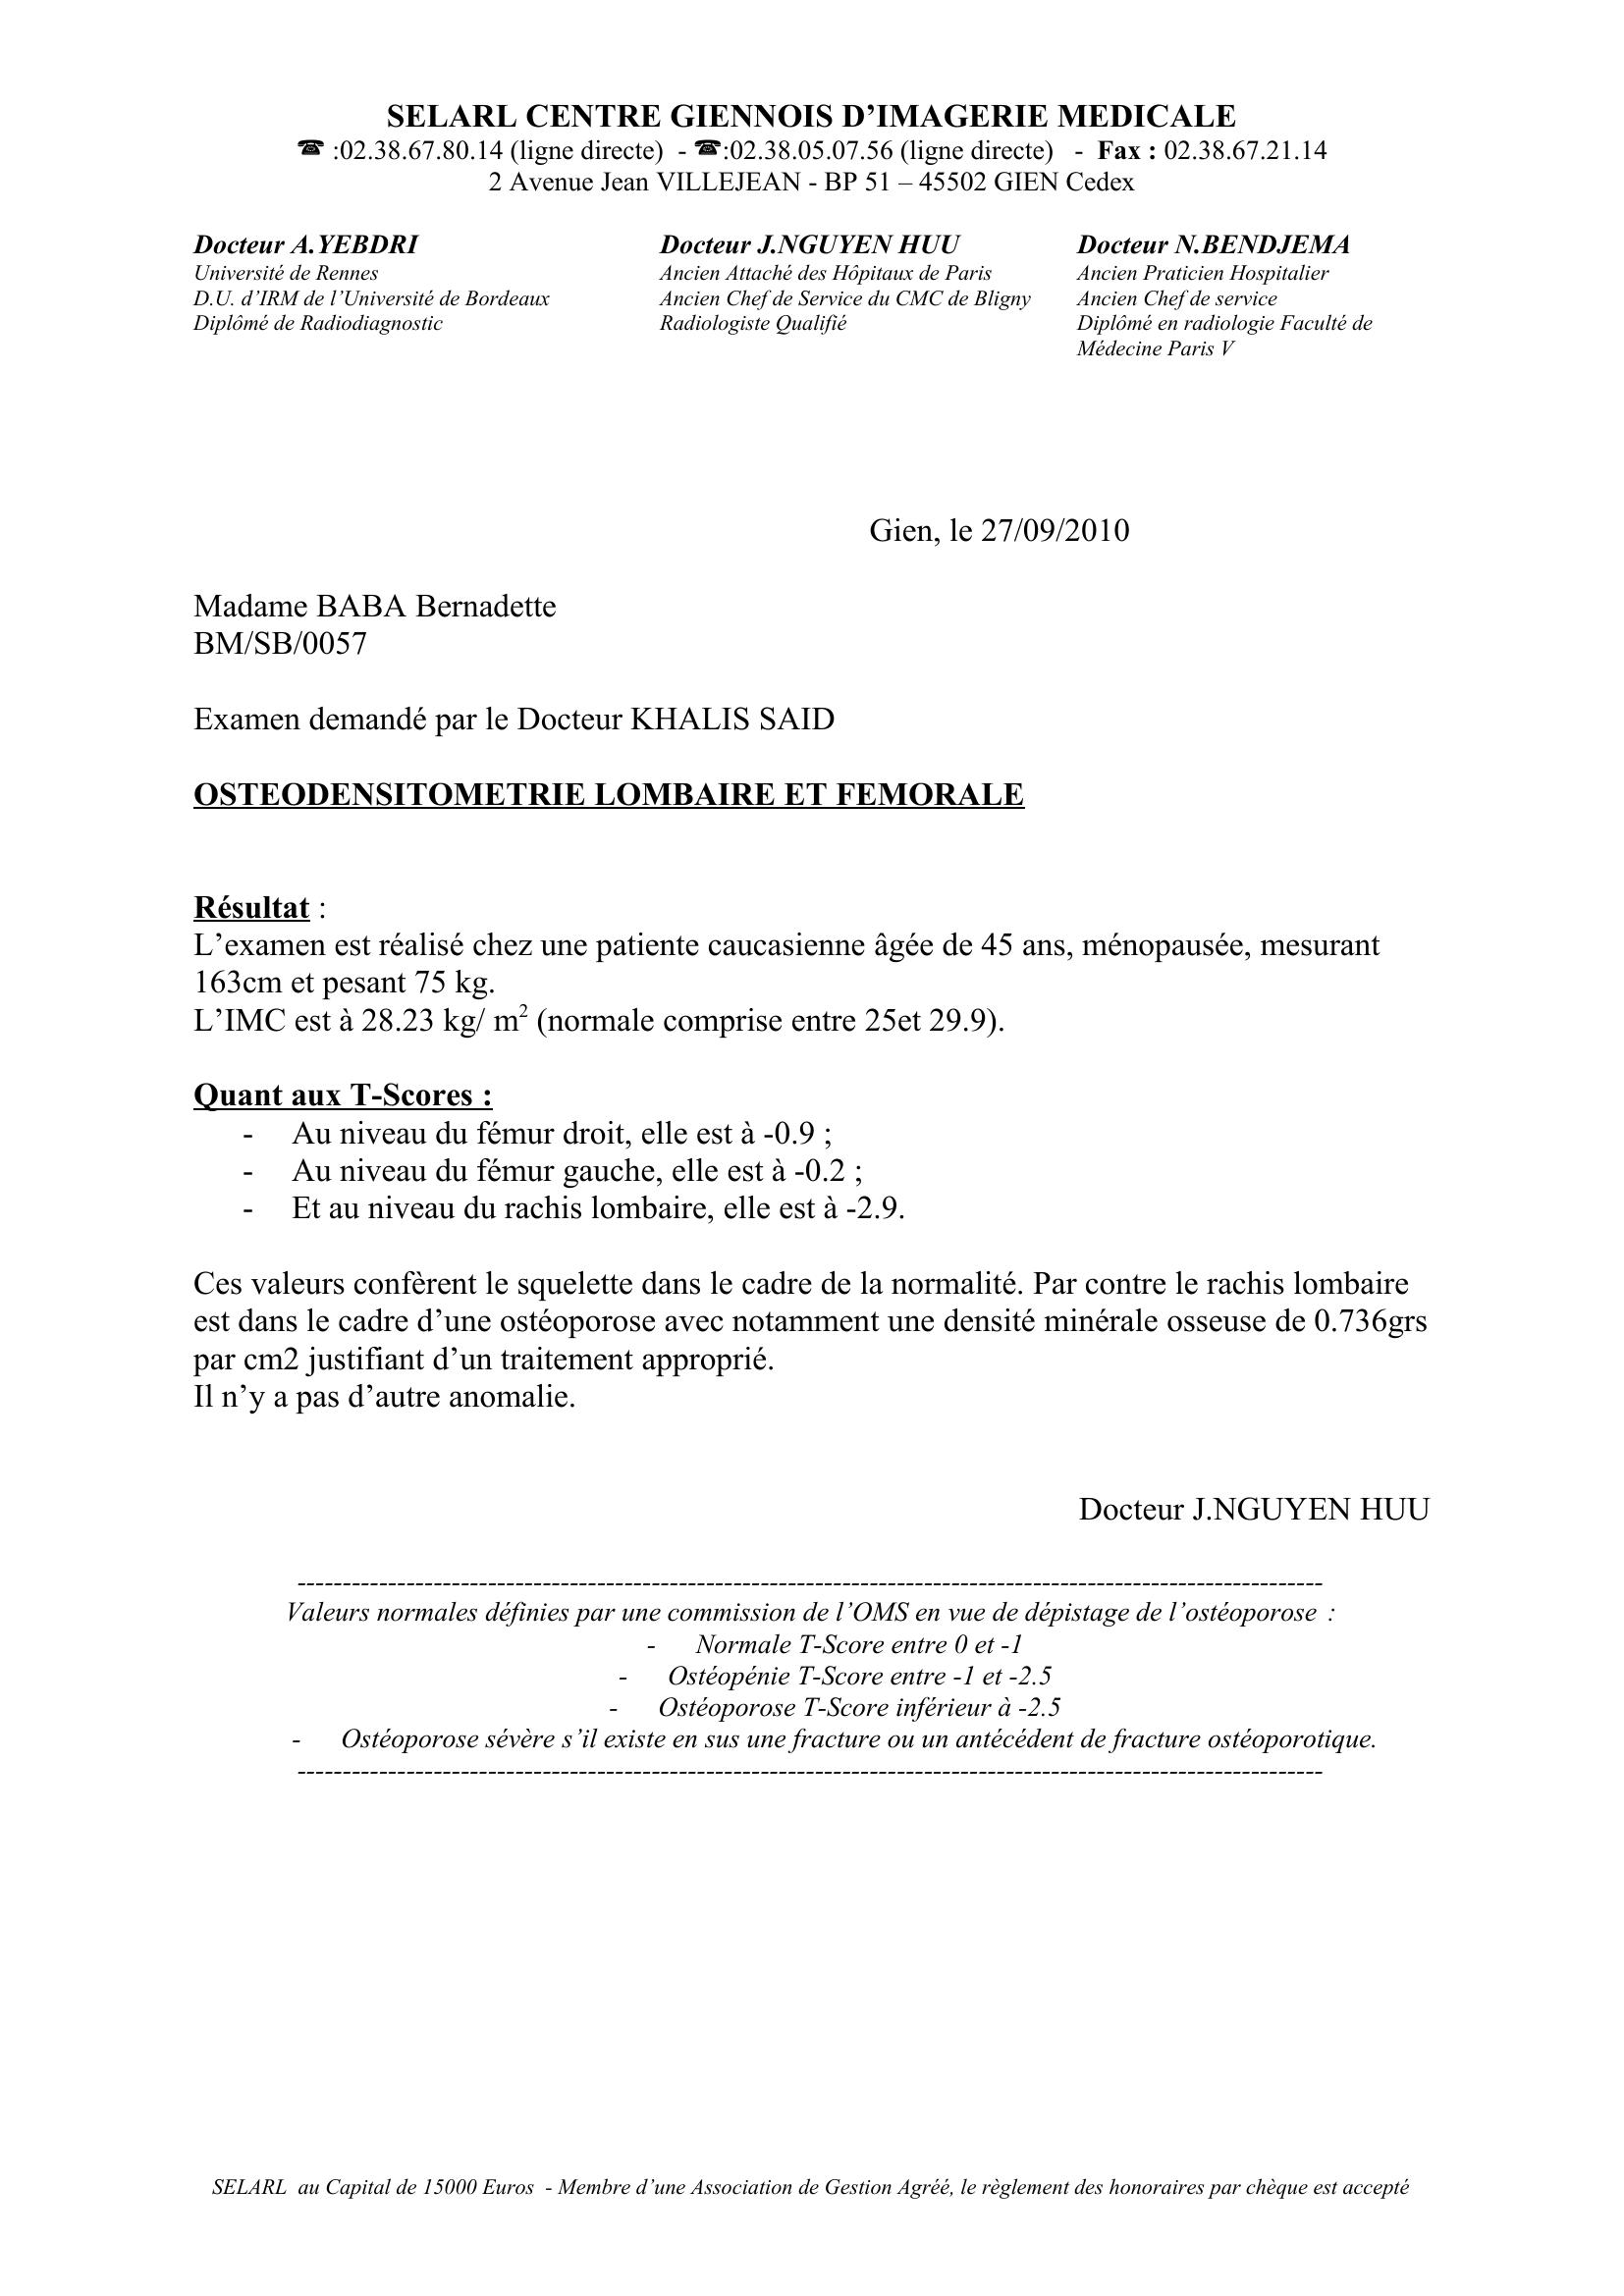 SELARL CENTRE GIENNOIS D’IMAGERIE MEDICALE
☎ :02.38.67.80.14 (ligne directe) - ☎:02.38.05.07.56 (ligne directe) - Fax : 02.38.67.21.14
2 Avenue Jean VILLEJEAN - BP 51 – 45502 GIEN Cedex
Docteur A.YEBDRI
Université de Rennes
D.U. d’IRM de l’Université de Bordeaux
Diplômé de Radiodiagnostic
Docteur J.NGUYEN HUU
Ancien Attaché des Hôpitaux de Paris
Ancien Chef de Service du CMC de Bligny
Radiologiste Qualifié
Docteur N.BENDJEMA
Ancien Praticien Hospitalier
Ancien Chef de service
Diplômé en radiologie Faculté de
Médecine Paris V
Gien, le 27/09/2010
Madame BABA Bernadette
BM/SB/0057
Examen demandé par le Docteur KHALIS SAID
OSTEODENSITOMETRIE LOMBAIRE ET FEMORALE
Résultat :
L’examen est réalisé chez une patiente caucasienne âgée de 45 ans, ménopausée, mesurant
163cm et pesant 75 kg.
L’IMC est à 28.23 kg/ m² (normale comprise entre 25et 29.9).
Quant aux T-Scores :
- Au niveau du fémur droit, elle est à -0.9 ;
- Au niveau du fémur gauche, elle est à -0.2 ;
- Et au niveau du rachis lombaire, elle est à -2.9.
Ces valeurs confèrent le squelette dans le cadre de la normalité. Par contre le rachis lombaire
est dans le cadre d’une ostéoporose avec notamment une densité minérale osseuse de 0.736grs
par cm2 justifiant d’un traitement approprié.
Il n’y a pas d’autre anomalie.
Docteur J.NGUYEN HUU
-----------------------------------------------------------------------------------------------------------------
Valeurs normales définies par une commission de l’OMS en vue de dépistage de l’ostéoporose :
- Normale T-Score entre 0 et -1
- Ostéopénie T-Score entre -1 et -2.5
- Ostéoporose T-Score inférieur à -2.5
- Ostéoporose sévère s’il existe en sus une fracture ou un antécédent de fracture ostéoporotique.
-----------------------------------------------------------------------------------------------------------------
SELARL au Capital de 15000 Euros - Membre d’une Association de Gestion Agréé, le règlement des honoraires par chèque est accepté